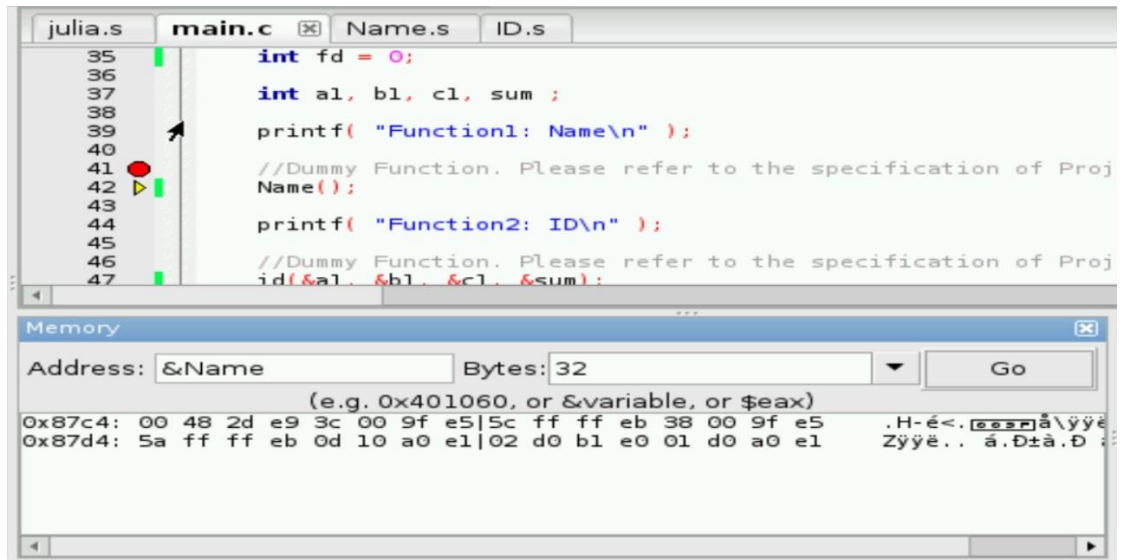 julia.s main.c Name.s ID.s
35 int fd = 0;
36
37 int a1, b1, c1, sum ;
38
39 printf( "Function1: Name\n" );
40
41 //Dummy Function. Please refer to the specification of Proj
42 Name();
43
44 printf( "Function2: ID\n" );
45
46 //Dummy Function. Please refer to the specification of Proj
47 id(&a1, &b1, &c1, &sum);
Memory
Address: &Name Bytes: 32 Go
(e.g. 0x401060, or &variable, or $eax)
0x87c4: 00 48 2d e9 3c 00 9f e5|5c ff ff eb 38 00 9f e5 .H-é<.å\ÿÿë
0x87d4: 5a ff ff eb 0d 10 a0 e1|02 d0 b1 e0 01 d0 a0 e1 Zÿÿë.. á.Ð±à.Ð